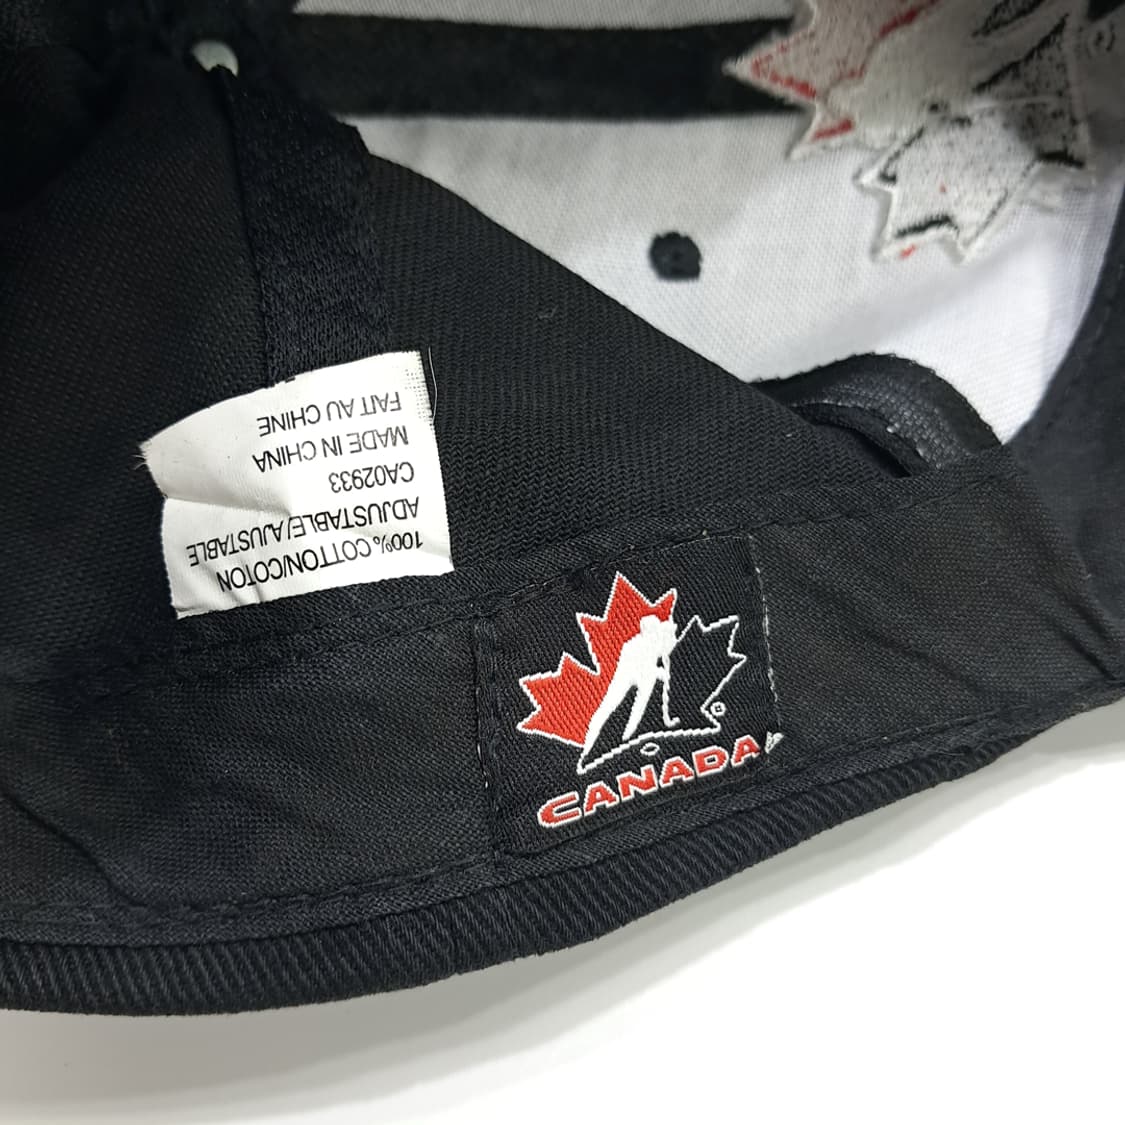 100% COTTON/COTON
ADJUSTABLE/AJUSTABLE
CA02933
MADE IN CHINA
FAIT AU CHINE
CANADA
®